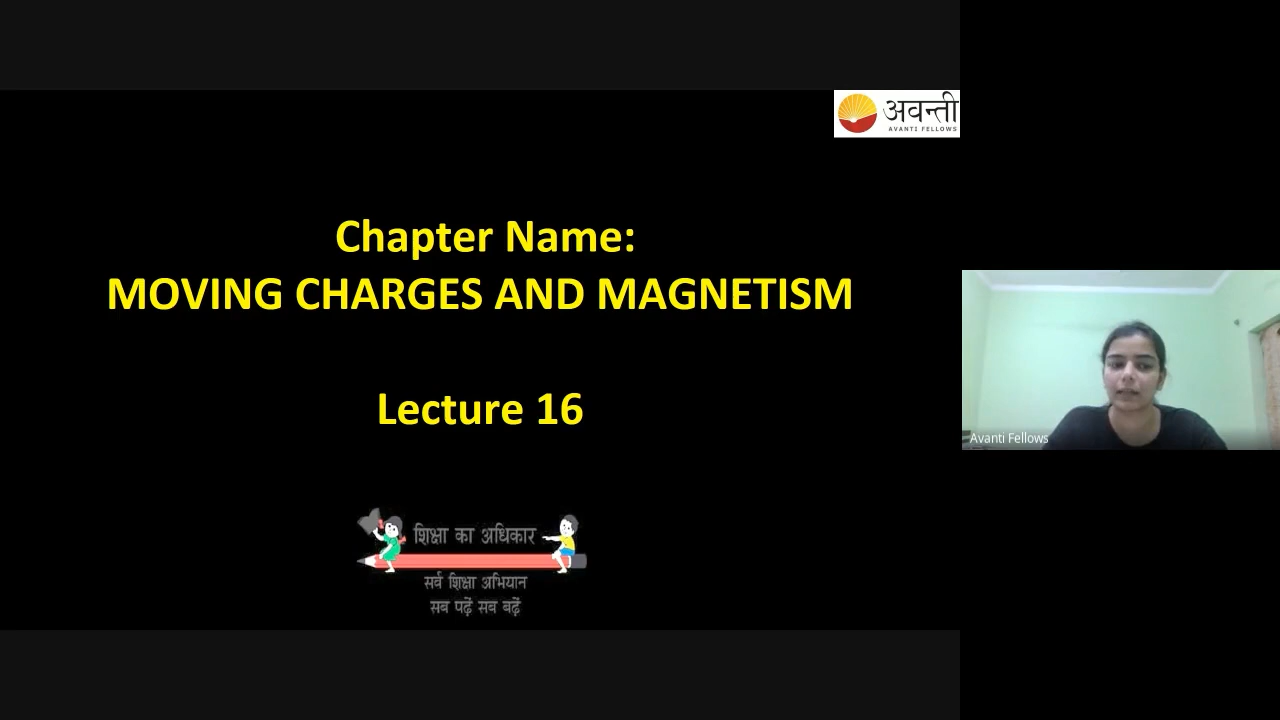 अवन्ती
AVANTI FELLOWS
Chapter Name:
MOVING CHARGES AND MAGNETISM
Lecture 16
Avanti Fellows
शिक्षा का अधिकार
सर्व शिक्षा अभियान
सब पढ़ें सब बढ़ें